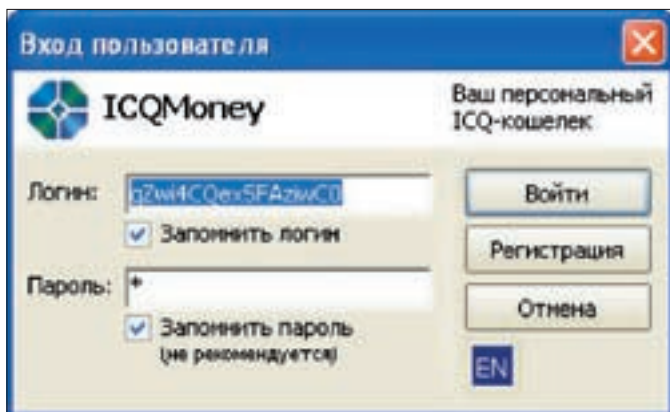 Вход пользователя
ICQMoney
Ваш персональный
ICQ-кошелек
Логин:
Войти
Запомнить логин
Регистрация
Пароль: *
Запомнить пароль
(не рекомендуется)
Отмена
EN